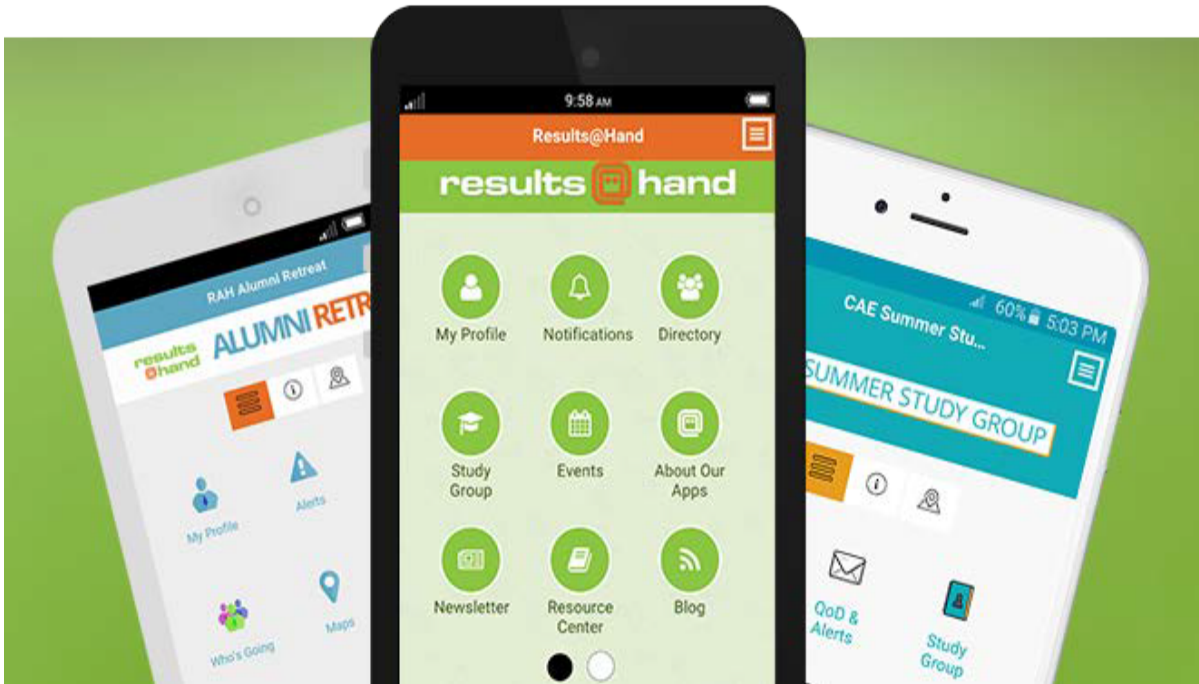 RAH Alumni Retreat
results
@hand
ALUMNI RETR
My Profile
Alerts
Who's Going
Maps
9:58 AM
Results@Hand
results@hand
My Profile
Notifications
Directory
Study
Group
Events
About Our
Apps
Newsletter
Resource
Center
Blog
60% 5:03 PM
CAE Summer Stu...
SUMMER STUDY GROUP
QoD &
Alerts
Study
Group